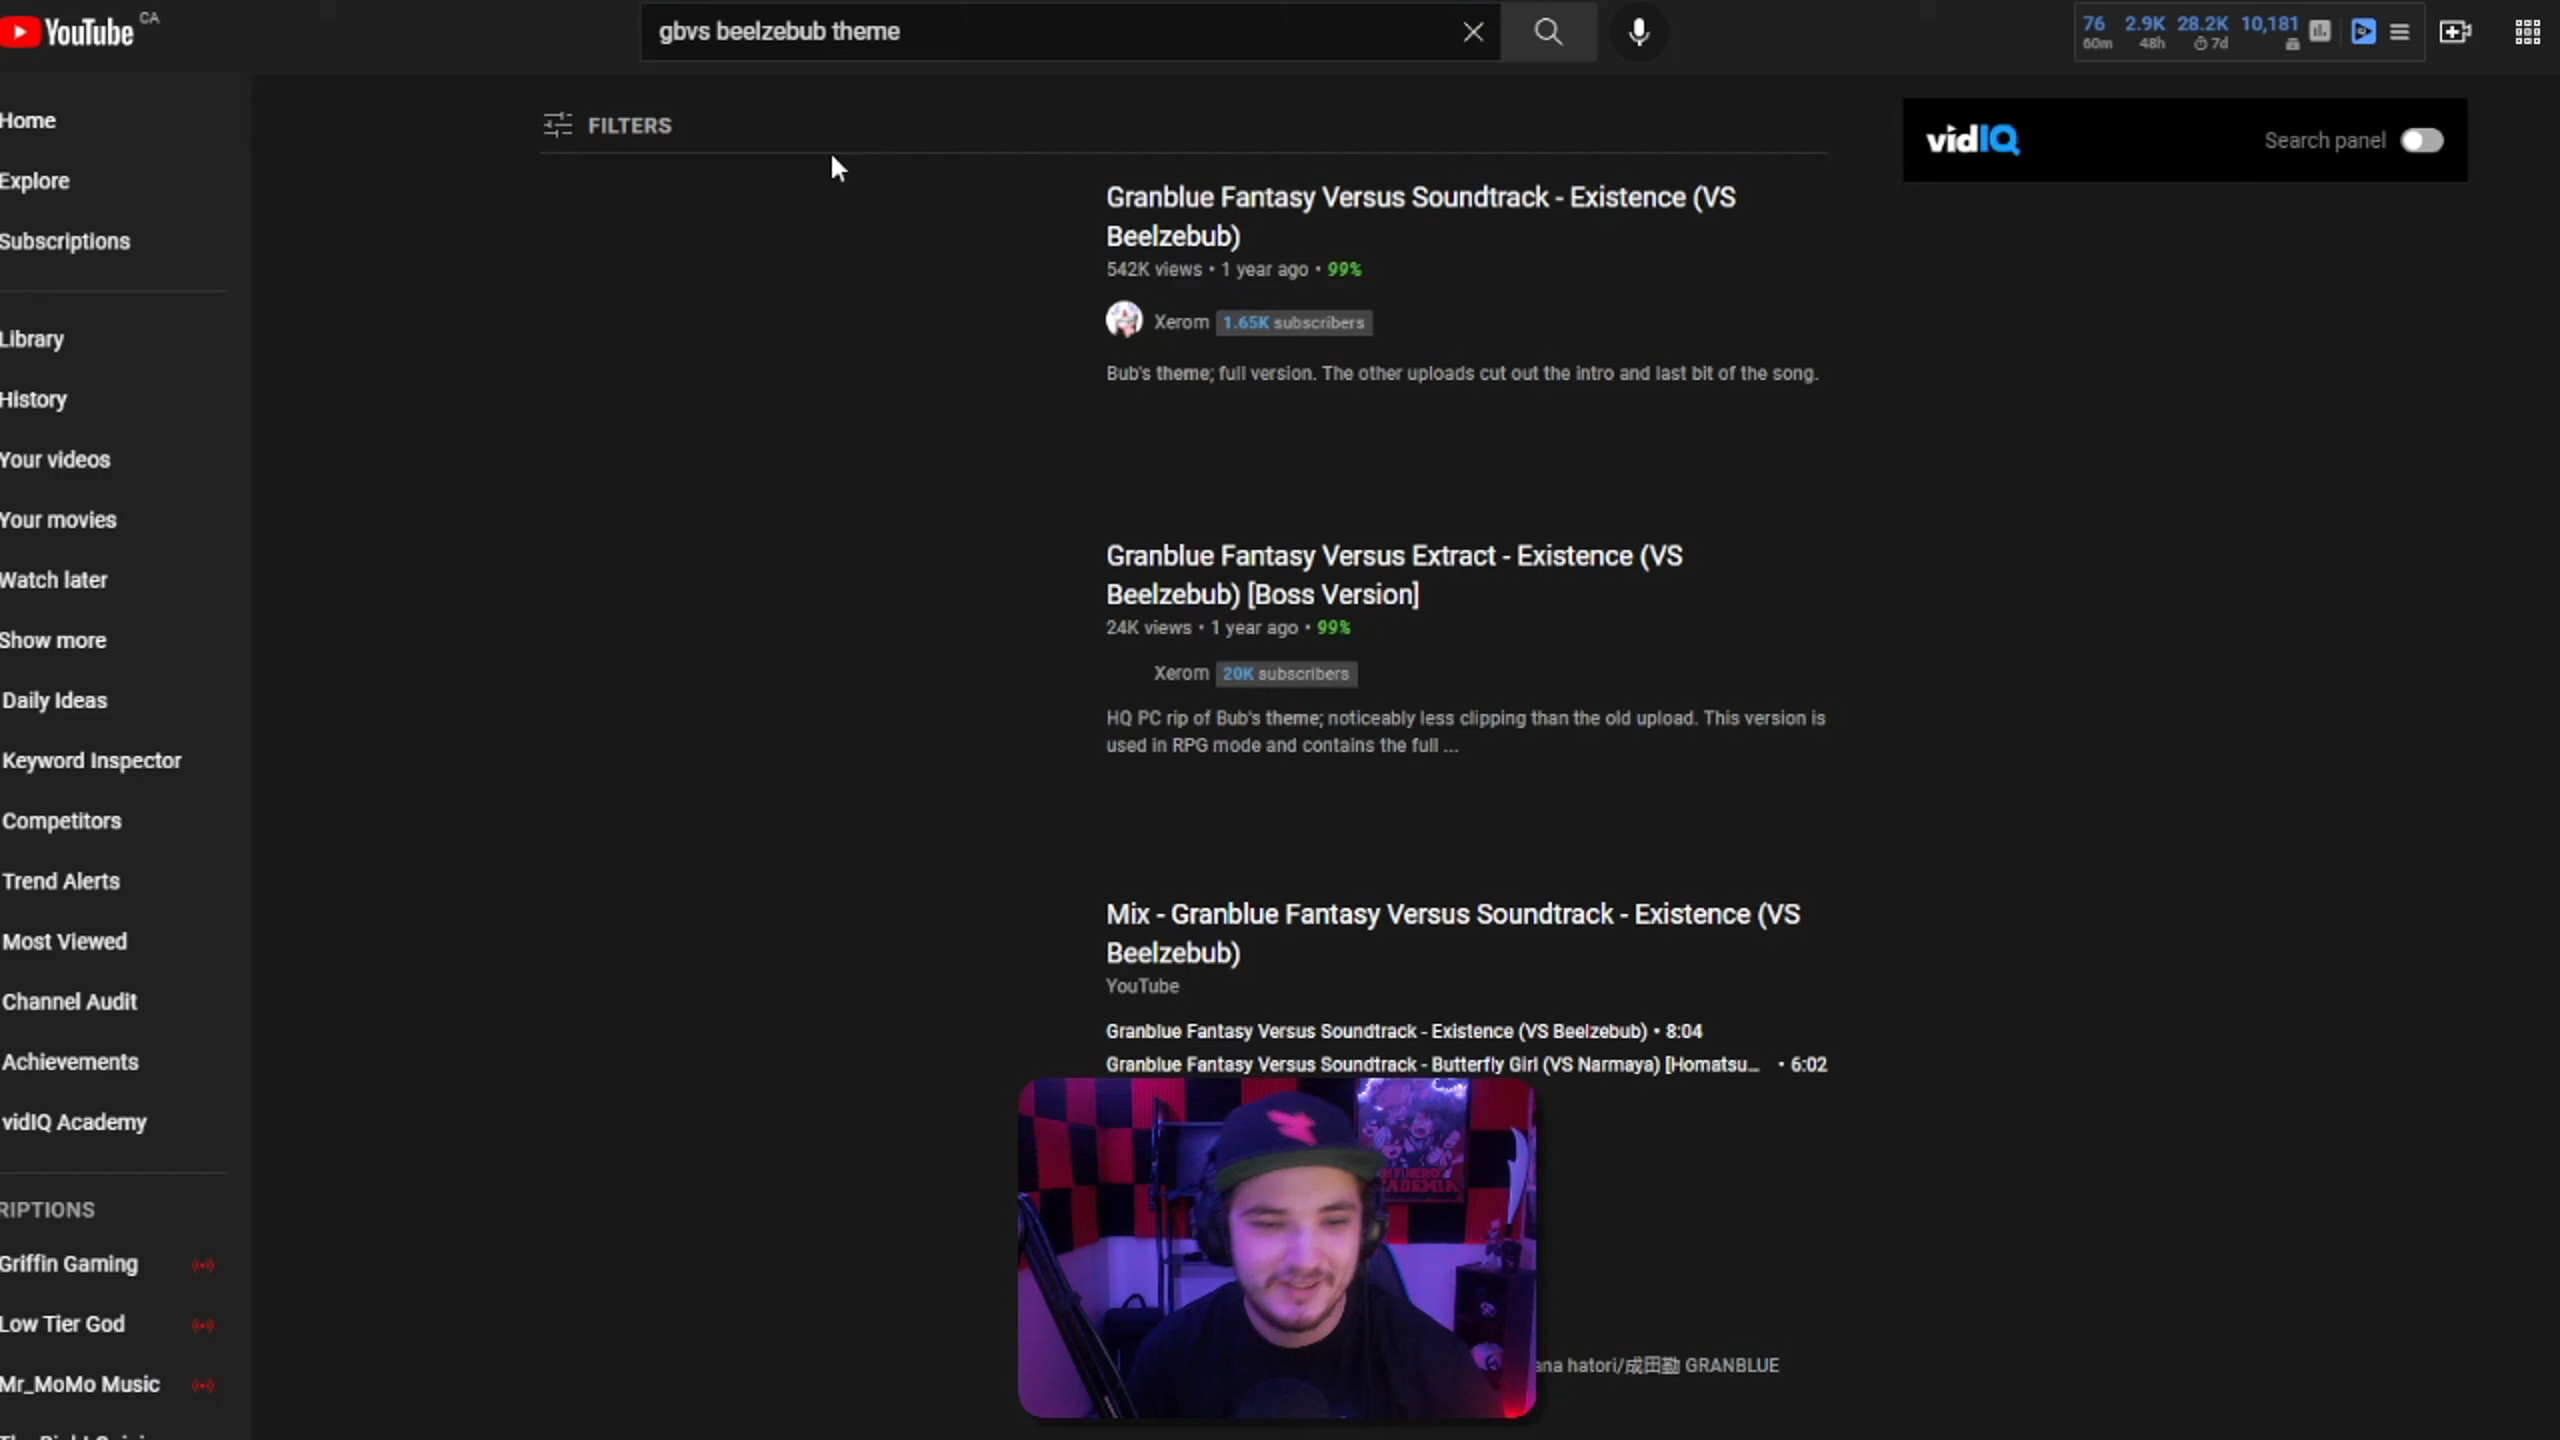 YouTube CA
gbvs beelzebub theme
76 2.9K 28.2K 10,181
60m 48h 7d
Home
Explore
Subscriptions
Library
History
Your videos
Your movies
Watch later
Show more
Daily Ideas
Keyword Inspector
Competitors
Trend Alerts
Most Viewed
Channel Audit
Achievements
vidIQ Academy
RIPTIONS
Griffin Gaming
Low Tier God
Mr_MoMo Music
FILTERS
Granblue Fantasy Versus Soundtrack - Existence (VS
Beelzebub)
542K views • 1 year ago • 99%
Xerom 1.65K subscribers
Bub's theme; full version. The other uploads cut out the intro and last bit of the song.
Granblue Fantasy Versus Extract - Existence (VS
Beelzebub) [Boss Version]
24K views • 1 year ago • 99%
Xerom 20K subscribers
HQ PC rip of Bub's theme; noticeably less clipping than the old upload. This version is
used in RPG mode and contains the full ...
Mix - Granblue Fantasy Versus Soundtrack - Existence (VS
Beelzebub)
YouTube
Granblue Fantasy Versus Soundtrack - Existence (VS Beelzebub) • 8:04
Granblue Fantasy Versus Soundtrack - Butterfly Girl (VS Narmaya) [Homatsu... • 6:02
MY HERO
ACADEMIA
ana hatori/成田勤 GRANBLUE
vidIQ
Search panel